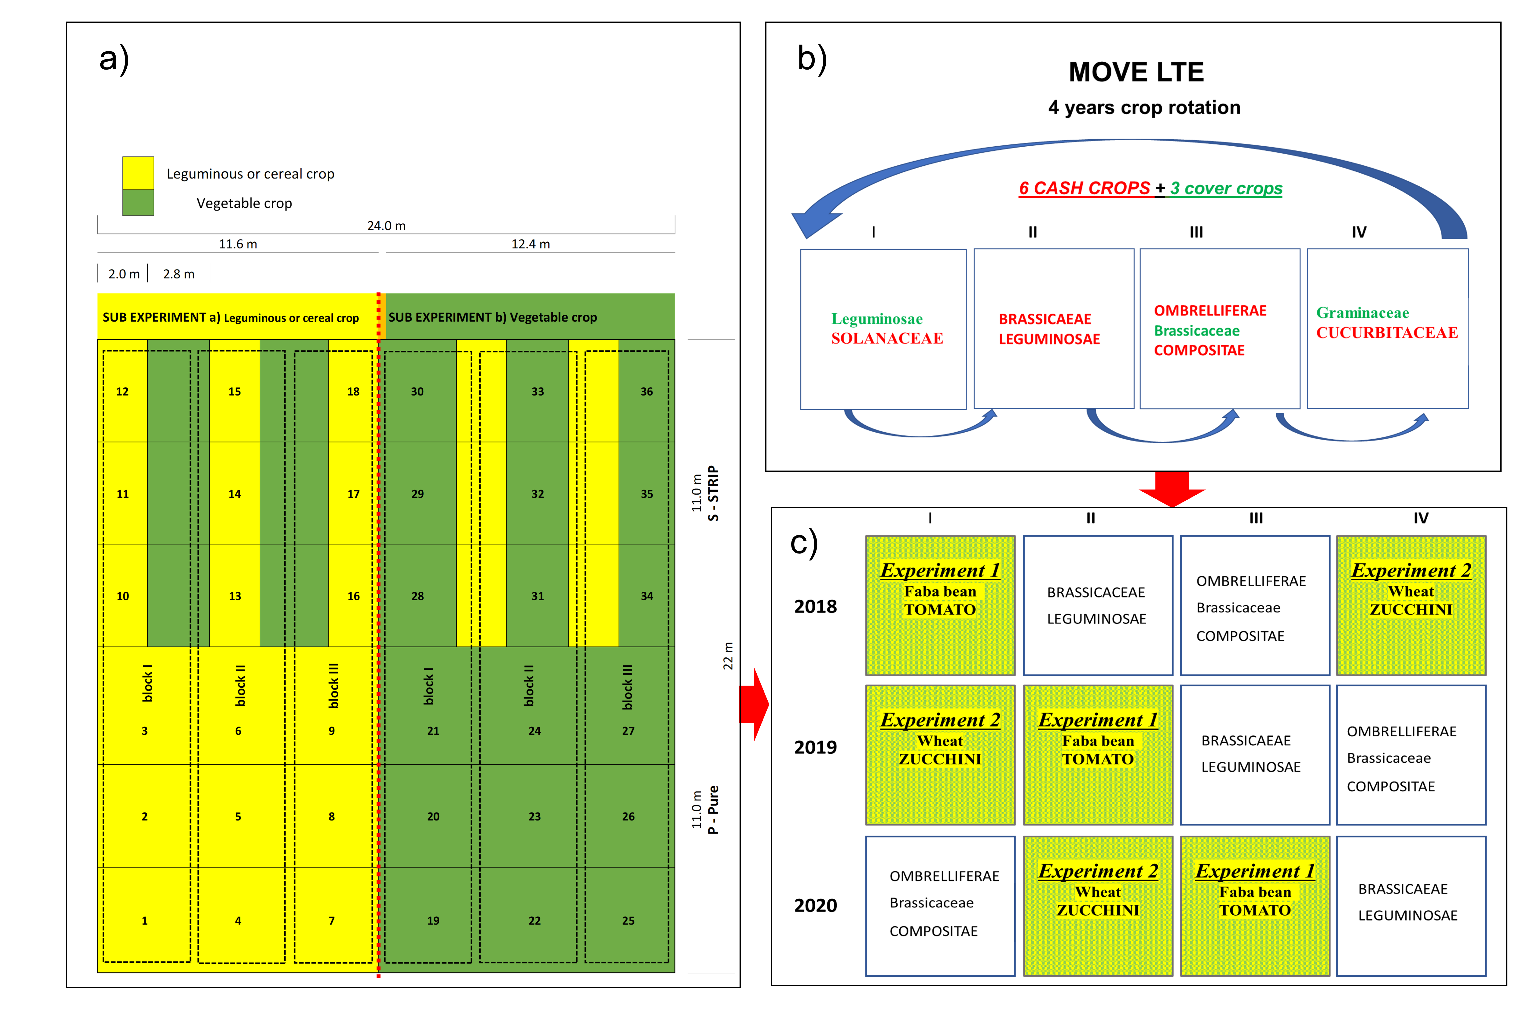 a)
Leguminous or cereal crop
Vegetable crop
24.0 m
11.6 m 12.4 m
2.0 m 2.8 m
SUB EXPERIMENT a) Leguminous or cereal crop SUB EXPERIMENT b) Vegetable crop
12 15 18 30 33 36
11 14 17 29 32 35
10 13 16 28 31 34
11.0 m
S - STRIP
22 m
block I block II block III block I block II block III
3 6 9 21 24 27
2 5 8 20 23 26
1 4 7 19 22 25
11.0 m
P - Pure
b)
MOVE LTE
4 years crop rotation
6 CASH CROPS + 3 cover crops
I II III IV
Leguminosae
SOLANACEAE
BRASSICAEAE
LEGUMINOSAE
OMBRELLIFERAE
Brassicaceae
COMPOSITAE
Graminaceae
CUCURBITACEAE
c)
I II III IV
2018
Experiment 1
Faba bean
TOMATO
BRASSICACEAE
LEGUMINOSAE
OMBRELLIFERAE
Brassicaceae
COMPOSITAE
Experiment 2
Wheat
ZUCCHINI
2019
Experiment 2
Wheat
ZUCCHINI
Experiment 1
Faba bean
TOMATO
BRASSICAEAE
LEGUMINOSAE
OMBRELLIFERAE
Brassicaceae
COMPOSITAE
2020
OMBRELLIFERAE
Brassicaceae
COMPOSITAE
Experiment 2
Wheat
ZUCCHINI
Experiment 1
Faba bean
TOMATO
BRASSICAEAE
LEGUMINOSAE